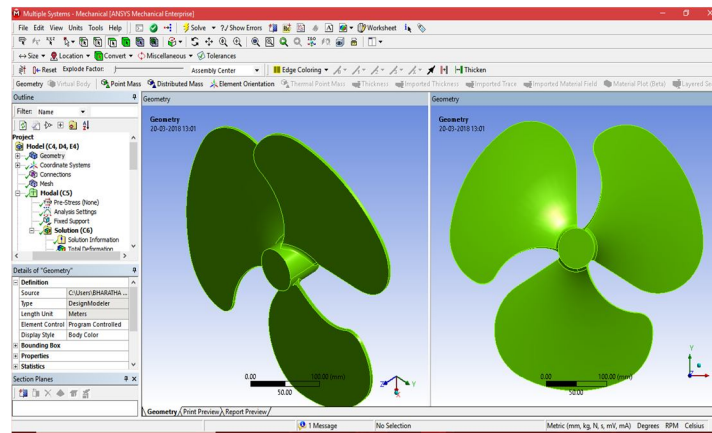 Multiple Systems - Mechanical [ANSYS Mechanical Enterprise]
File Edit View Units Tools Help Solve ?/ Show Errors Worksheet
Size Location Convert Miscellaneous Tolerances
Reset Explode Factor: Assembly Center Edge Coloring Thicken
Geometry Virtual Body Point Mass Distributed Mass Element Orientation Thermal Point Mass Thickness Imported Thickness Imported Trace Imported Material Field Material Plot (Beta) Layered Se
Outline
Filter: Name
Project
Model (C4, D4, E4)
Geometry
Coordinate Systems
Connections
Mesh
Modal (C5)
Pre-Stress (None)
Analysis Settings
Fixed Support
Solution (C6)
Solution Information
Total Deformation
Details of "Geometry"
Definition
Source C:\Users\BHARATHA ...
Type DesignModeler
Length Unit Meters
Element Control Program Controlled
Display Style Body Color
Bounding Box
Properties
Statistics
Section Planes
Geometry
Geometry
20-03-2018 13:01
0.00 100.00 (mm)
50.00
Z Y
X
Geometry
Geometry
20-03-2018 13:01
0.00 100.00 (mm)
50.00
Y
Geometry Print Preview Report Preview
1 Message No Selection Metric (mm, kg, N, s, mV, mA) Degrees RPM Celsius